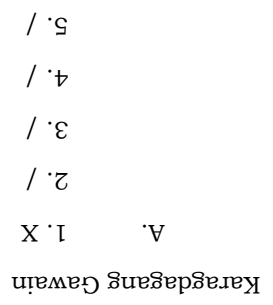 Karagdagang Gawain
A. 1. X
2. /
3. /
4. /
5. /